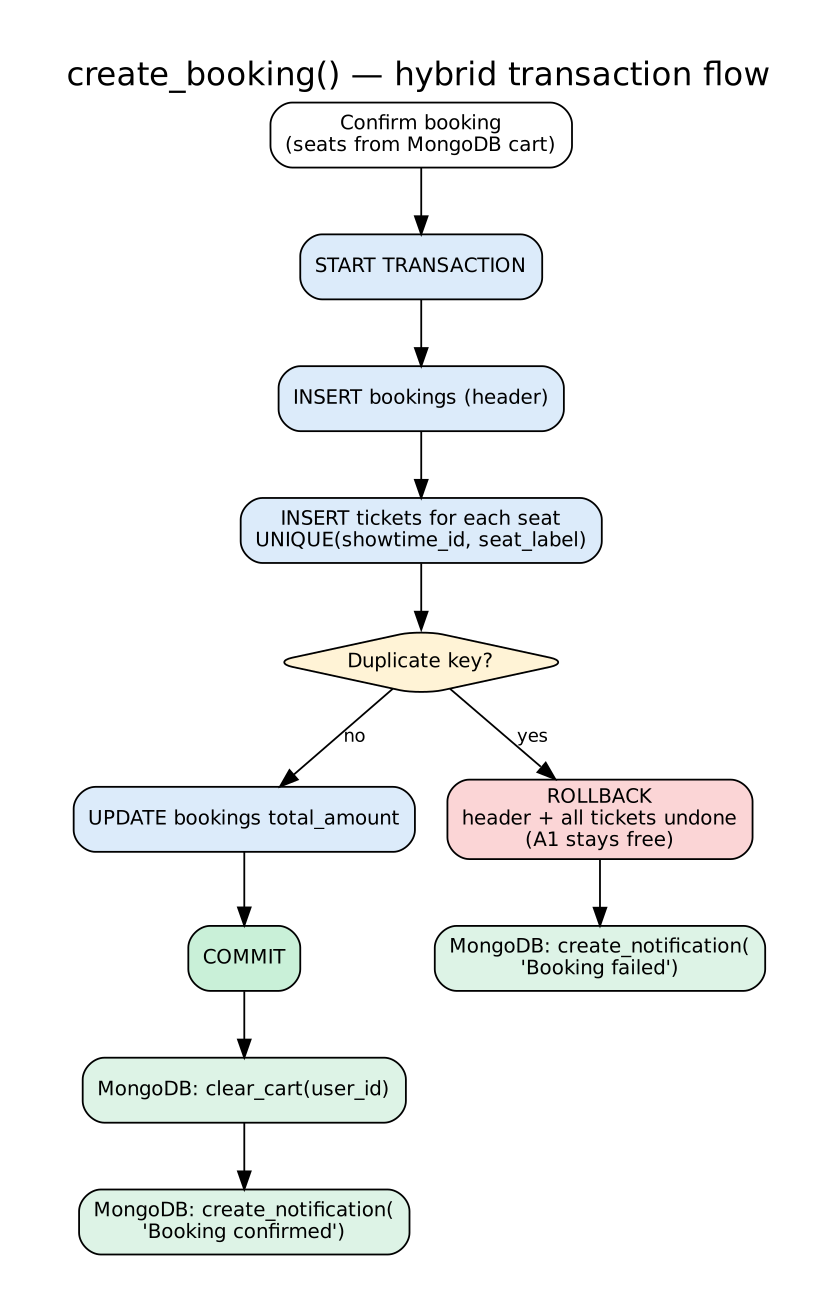 create_booking() — hybrid transaction flow
Confirm booking
(seats from MongoDB cart)
START TRANSACTION
INSERT bookings (header)
INSERT tickets for each seat
UNIQUE(showtime_id, seat_label)
Duplicate key?
no
yes
UPDATE bookings total_amount
ROLLBACK
header + all tickets undone
(A1 stays free)
COMMIT
MongoDB: create_notification(
'Booking failed')
MongoDB: clear_cart(user_id)
MongoDB: create_notification(
'Booking confirmed')